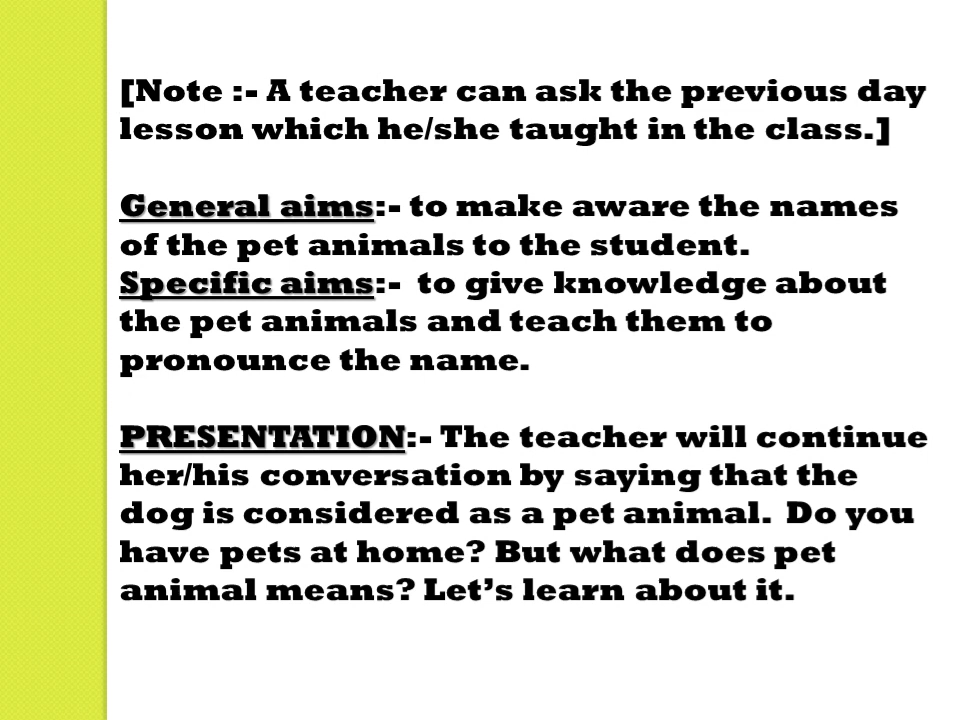 [Note :- A teacher can ask the previous day
lesson which he/she taught in the class.]
General aims:- to make aware the names
of the pet animals to the student.
Specific aims:-  to give knowledge about
the pet animals and teach them to
pronounce the name.
PRESENTATION:- The teacher will continue
her/his conversation by saying that the
dog is considered as a pet animal.  Do you
have pets at home? But what does pet
animal means? Let’s learn about it.